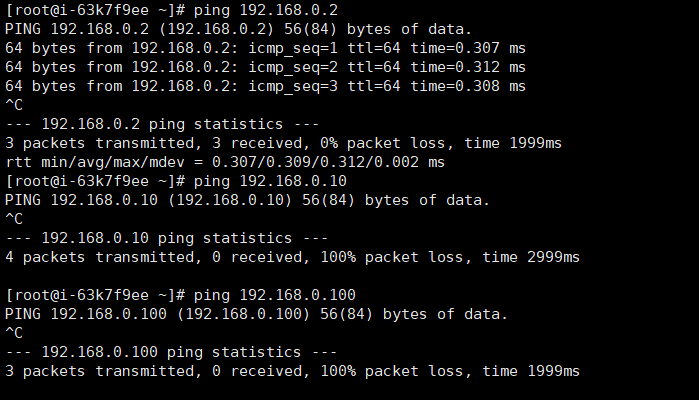 [root@i-63k7f9ee ~]# ping 192.168.0.2
PING 192.168.0.2 (192.168.0.2) 56(84) bytes of data.
64 bytes from 192.168.0.2: icmp_seq=1 ttl=64 time=0.307 ms
64 bytes from 192.168.0.2: icmp_seq=2 ttl=64 time=0.312 ms
64 bytes from 192.168.0.2: icmp_seq=3 ttl=64 time=0.308 ms
^C
--- 192.168.0.2 ping statistics ---
3 packets transmitted, 3 received, 0% packet loss, time 1999ms
rtt min/avg/max/mdev = 0.307/0.309/0.312/0.002 ms
[root@i-63k7f9ee ~]# ping 192.168.0.10
PING 192.168.0.10 (192.168.0.10) 56(84) bytes of data.
^C
--- 192.168.0.10 ping statistics ---
4 packets transmitted, 0 received, 100% packet loss, time 2999ms
[root@i-63k7f9ee ~]# ping 192.168.0.100
PING 192.168.0.100 (192.168.0.100) 56(84) bytes of data.
^C
--- 192.168.0.100 ping statistics ---
3 packets transmitted, 0 received, 100% packet loss, time 1999ms